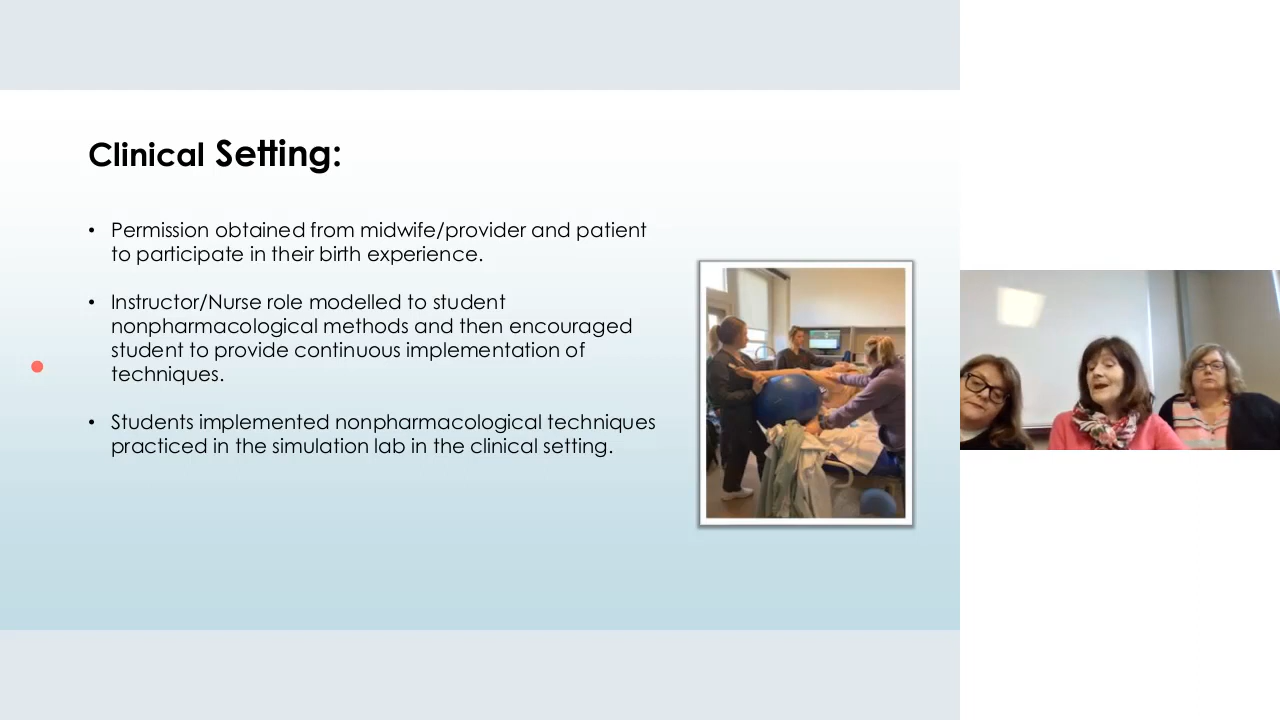 Clinical Setting:
• Permission obtained from midwife/provider and patient
to participate in their birth experience.
• Instructor/Nurse role modelled to student
nonpharmacological methods and then encouraged
student to provide continuous implementation of
techniques.
• Students implemented nonpharmacological techniques
practiced in the simulation lab in the clinical setting.